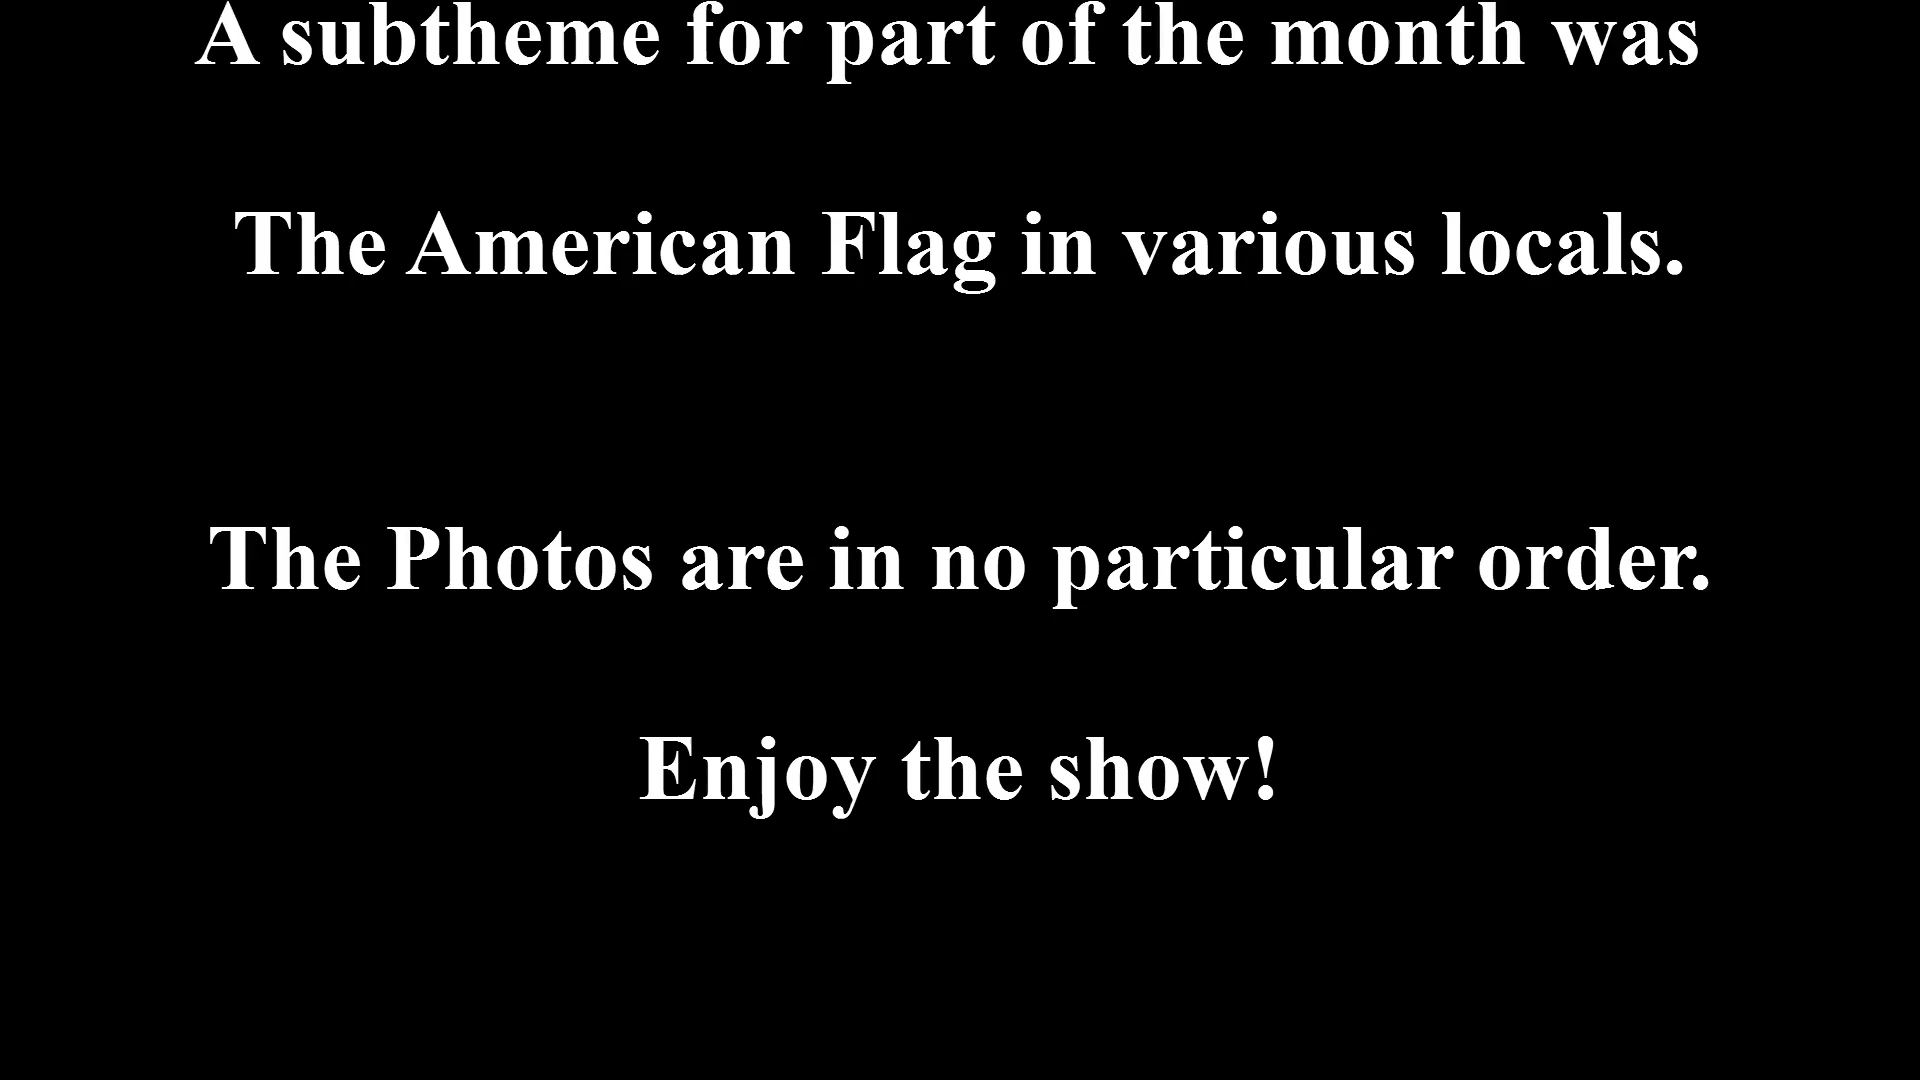 A subtheme for part of the month was
The American Flag in various locals.
The Photos are in no particular order.
Enjoy the show!